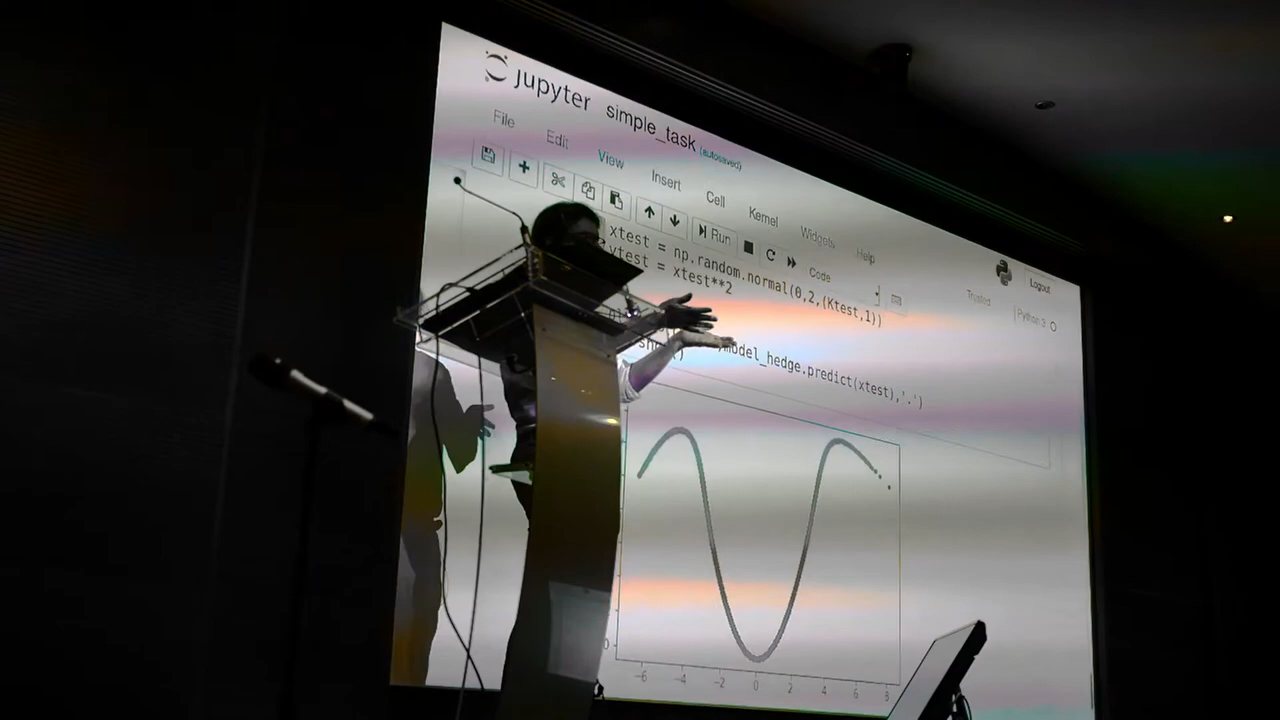 jupyter simple_task (autosaved)
File Edit View Insert Cell Kernel Widgets Help
Trusted Python 3
Logout
Run Code
xtest = np.random.normal(0,2,(Ktest,1))
ytest = xtest**2
model_hedge.predict(xtest),'.')
0
-6 -4 -2 0 2 4 6 8